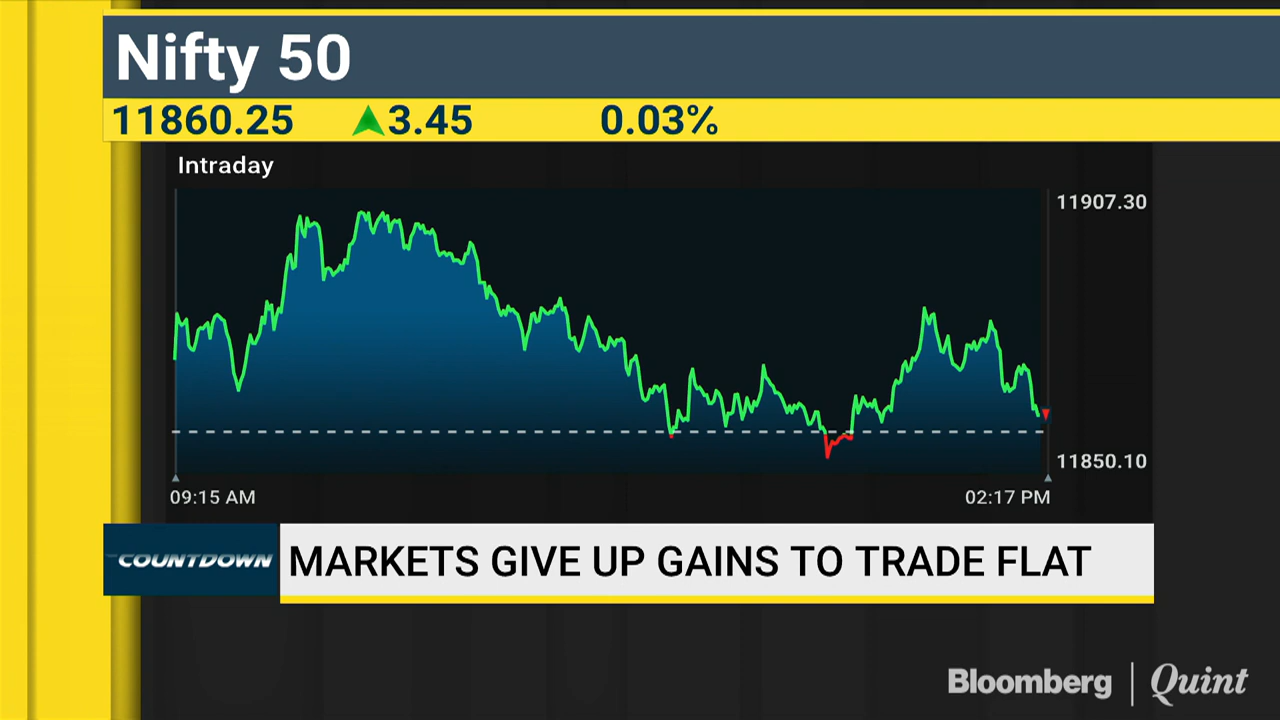 Nifty 50
11860.25 3.45 0.03%
Intraday
11907.30
11850.10
09:15 AM 02:17 PM
COUNTDOWN MARKETS GIVE UP GAINS TO TRADE FLAT
Bloomberg | Quint